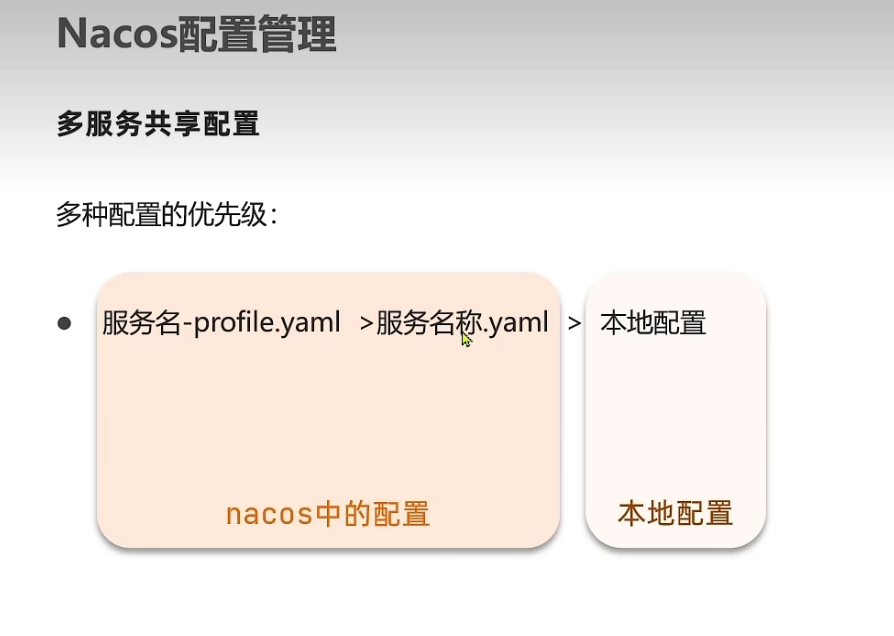 Nacos配置管理
多服务共享配置
多种配置的优先级：
● 服务名-profile.yaml >服务名称.yaml > 本地配置
nacos中的配置
本地配置